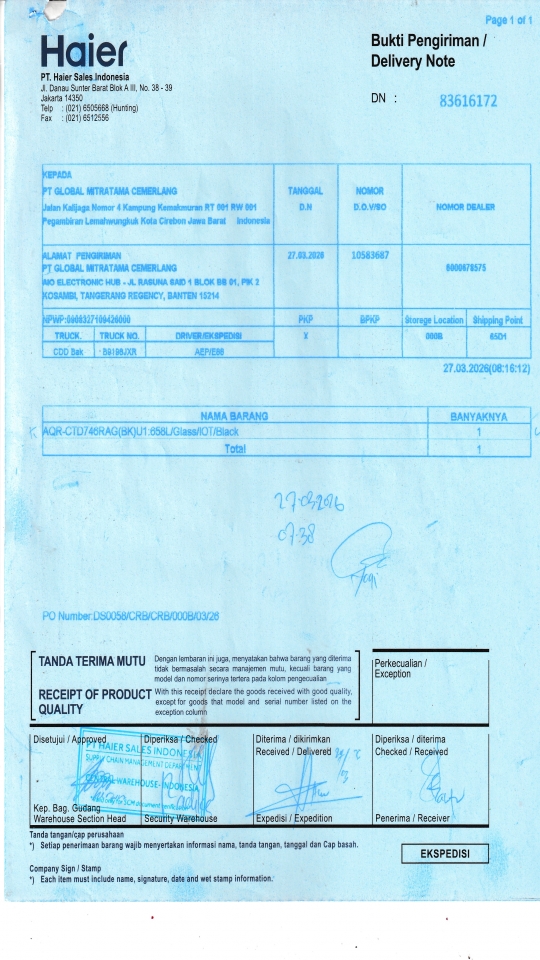 Page 1 of 1
Haier
Bukti Pengiriman /
Delivery Note
PT. Haier Sales Indonesia
Jl. Danau Sunter Barat Blok A III, No. 38 - 39
Jakarta 14350
Telp : (021) 6505668 (Hunting)
Fax : (021) 6512556
DN : 83616172
KEPADA
PT GLOBAL MITRATAMA CEMERLANG
Jalan Kalijaga Nomor 4 Kampung Kemakmuran RT 001 RW 001
Pegambiran Lemahwungkuk Kota Cirebon Jawa Barat Indonesia
TANGGAL D.N
NOMOR D.O./SO
NOMOR DEALER
ALAMAT PENGIRIMAN
PT GLOBAL MITRATAMA CEMERLANG
AIO ELECTRONIC HUB - JL RASUNA SAID 1 BLOK BB 01, PIK 2
KOSAMBI, TANGERANG REGENCY, BANTEN 15214
27.03.2026 10583687
NPWP:0908327109426000 PKP BPKP Storage Location Shipping Point
TRUCK. TRUCK NO. DRIVER/EKSPEDISI X 000B 65D1
CDD Bak B9198JXR
27.03.2026(08:16:12)
NAMA BARANG BANYAKNYA
AQR-CTD746RAG(BK)U1.658L/Glass/IOT/Black 1
Total 1
27.03.2026
07.38
PO Number:DS0058/CRB/CRB/000B/03/26
TANDA TERIMA MUTU
Dengan lembaran ini juga, menyatakan bahwa barang yang diterima
tidak bermasalah secara manajemen mutu, kecuali barang yang
model dan nomor serinya tertera pada kolom pengecualian
RECEIPT OF PRODUCT QUALITY
With this receipt declare the goods received with good quality,
except for goods that model and serial number listed on the
exception column
Perkecualian /
Exception
Disetujui / Approved
Diperiksa / Checked
Diterima / dikirimkan
Received / Delivered
Diperiksa / diterima
Checked / Received
PT HAIER SALES INDONESIA
SUPPLY CHAIN MANAGEMENT DEPARTMENT
CENTRAL WAREHOUSE- INDONESIA
Kep. Bag. Gudang
Warehouse Section Head
Security Warehouse
Expedisi / Expedition
Penerima / Receiver
Tanda tangan/cap perusahaan
*) Setiap penerimaan barang wajib menyertakan informasi nama, tanda tangan, tanggal dan Cap basah.
EKSPEDISI
Company Sign / Stamp
*) Each item must include name, signature, date and wet stamp information.